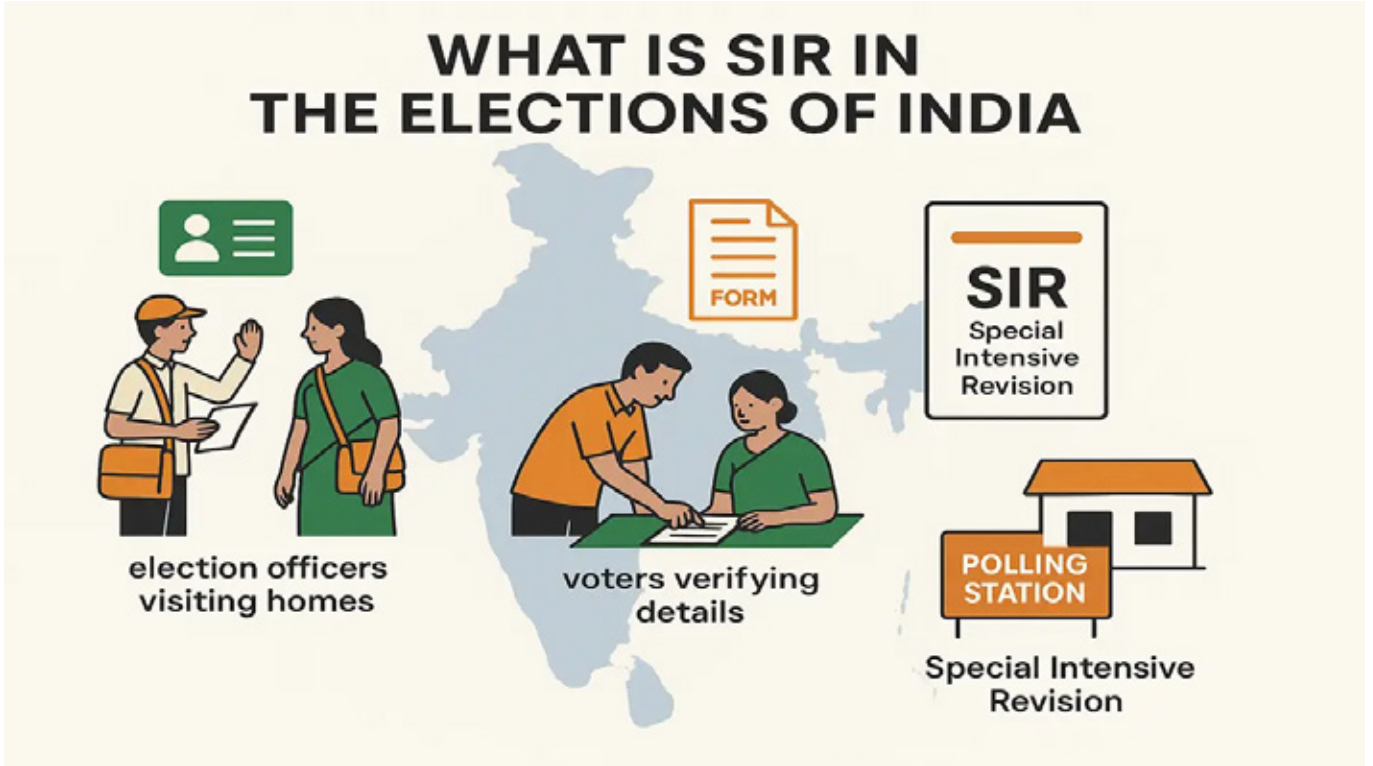 WHAT IS SIR IN
THE ELECTIONS OF INDIA
FORM
SIR
Special
Intensive
Revision
election officers
visiting homes
voters verifying
details
POLLING
STATION
Special Intensive
Revision